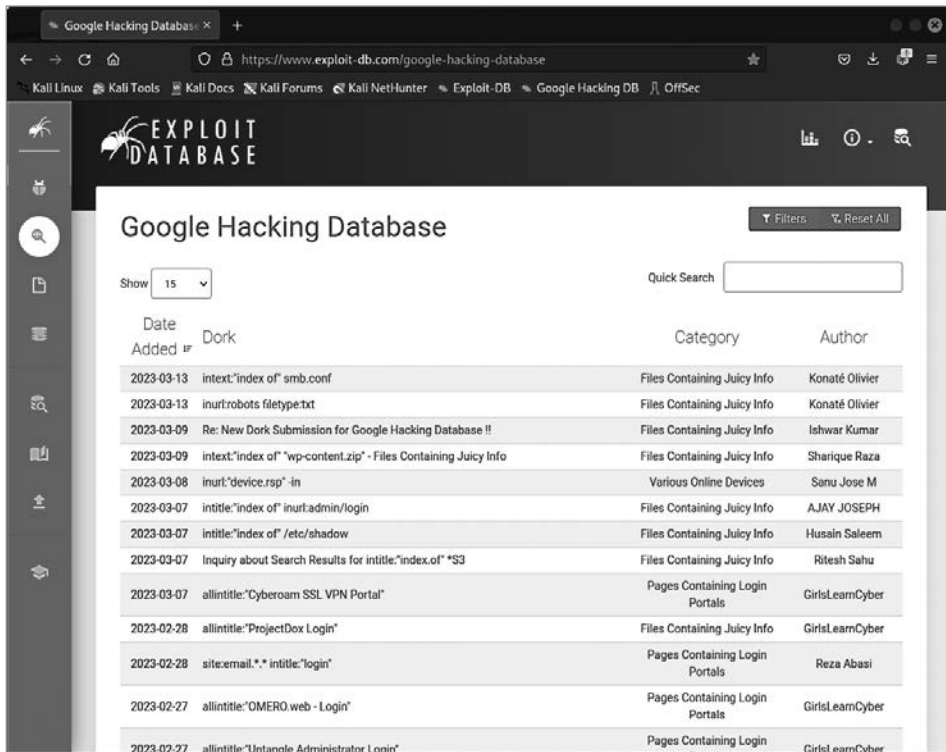 Google Hacking Database
https://www.exploit-db.com/google-hacking-database
Kali Linux Kali Tools Kali Docs Kali Forums Kali NetHunter Exploit-DB Google Hacking DB OffSec
EXPLOIT
DATABASE
Google Hacking Database
Filters Reset All
Show 15 Quick Search
Date Added Dork Category Author
2023-03-13 intext:"index of" smb.conf Files Containing Juicy Info Konaté Olivier
2023-03-13 inurl:robots filetype:txt Files Containing Juicy Info Konaté Olivier
2023-03-09 Re: New Dork Submission for Google Hacking Database !! Files Containing Juicy Info Ishwar Kumar
2023-03-09 intext:"index of" "wp-content.zip" - Files Containing Juicy Info Files Containing Juicy Info Sharique Raza
2023-03-08 inurl:"device.rsp" -in Various Online Devices Sanu Jose M
2023-03-07 intitle:"index of" inurl:admin/login Files Containing Juicy Info AJAY JOSEPH
2023-03-07 intitle:"index of" /etc/shadow Files Containing Juicy Info Husain Saleem
2023-03-07 Inquiry about Search Results for intitle:"index.of" *S3 Files Containing Juicy Info Ritesh Sahu
2023-03-07 allintitle:"Cyberoam SSL VPN Portal" Pages Containing Login Portals GirlsLearnCyber
2023-02-28 allintitle:"ProjectDox Login" Files Containing Juicy Info GirlsLearnCyber
2023-02-28 site:email.*.* intitle:"login" Pages Containing Login Portals Reza Abasi
2023-02-27 allintitle:"OMERO.web - Login" Pages Containing Login Portals GirlsLearnCyber
2023-02-27 allintitle:"Untangle Administrator Login" Pages Containing Login GirlsLearnCyber